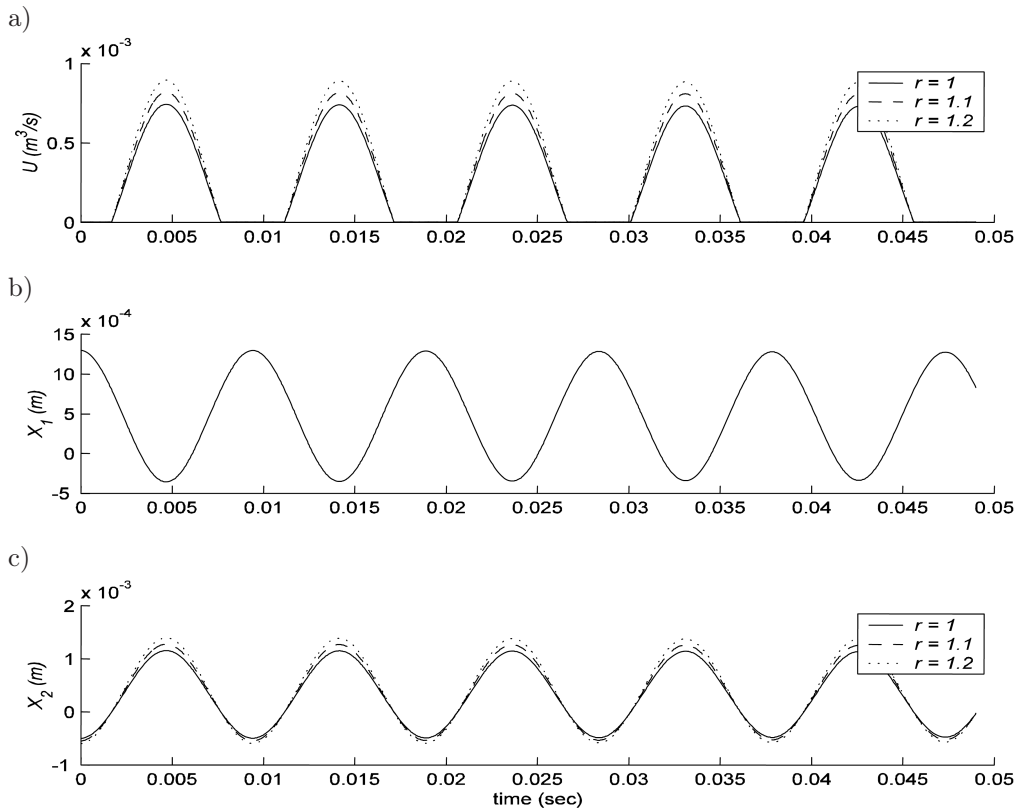 a)
x 10^-3
1
0.5
0
U (m^3/s)
r = 1
r = 1.1
r = 1.2
0 0.005 0.01 0.015 0.02 0.025 0.03 0.035 0.04 0.045 0.05
b)
x 10^-4
15
10
5
0
-5
X_1 (m)
0 0.005 0.01 0.015 0.02 0.025 0.03 0.035 0.04 0.045 0.05
c)
x 10^-3
2
1
0
-1
X_2 (m)
r = 1
r = 1.1
r = 1.2
0 0.005 0.01 0.015 0.02 0.025 0.03 0.035 0.04 0.045 0.05
time (sec)